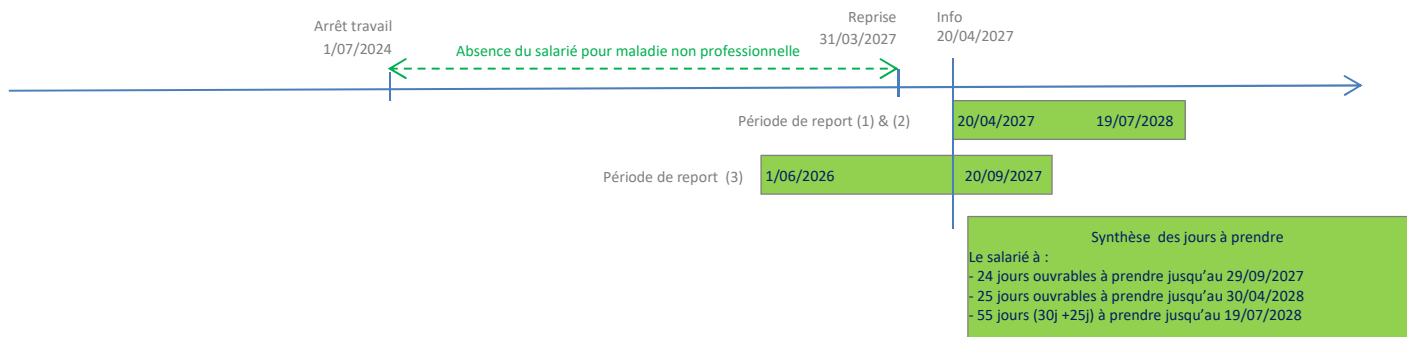 Arrêt travail
1/07/2024
Absence du salarié pour maladie non professionnelle
Reprise
31/03/2027
Info
20/04/2027
Période de report (1) & (2)
20/04/2027 19/07/2028
Période de report (3)
1/06/2026 20/09/2027
Synthèse des jours à prendre
Le salarié à :
- 24 jours ouvrables à prendre jusqu'au 29/09/2027
- 25 jours ouvrables à prendre jusqu'au 30/04/2028
- 55 jours (30j +25j) à prendre jusqu'au 19/07/2028